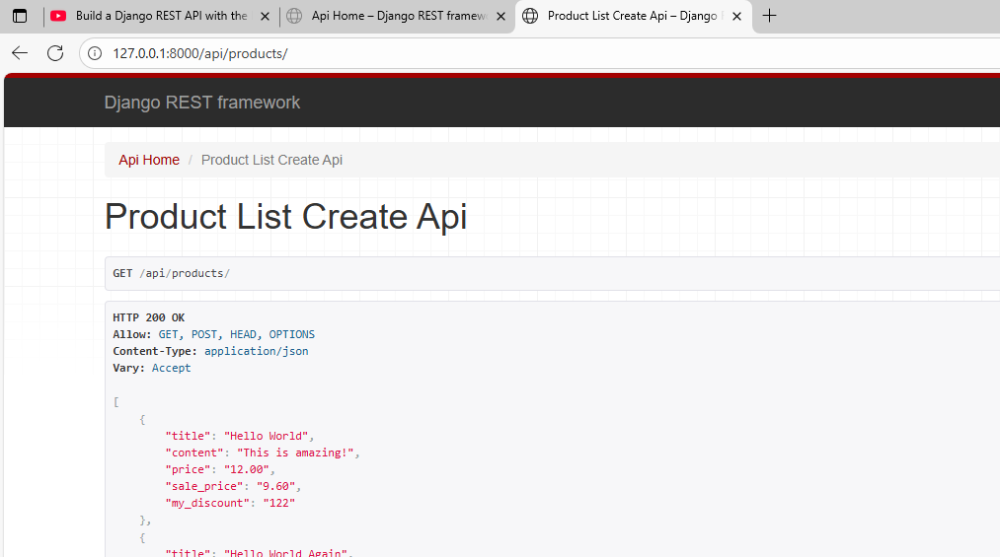 Build a Django REST API with the
Api Home – Django REST framew
Product List Create Api – Django
127.0.0.1:8000/api/products/
Django REST framework
Api Home / Product List Create Api
Product List Create Api
GET /api/products/
HTTP 200 OK
Allow: GET, POST, HEAD, OPTIONS
Content-Type: application/json
Vary: Accept
[
{
"title": "Hello World",
"content": "This is amazing!",
"price": "12.00",
"sale_price": "9.60",
"my_discount": "122"
},
{
"title": "Hello World Again",